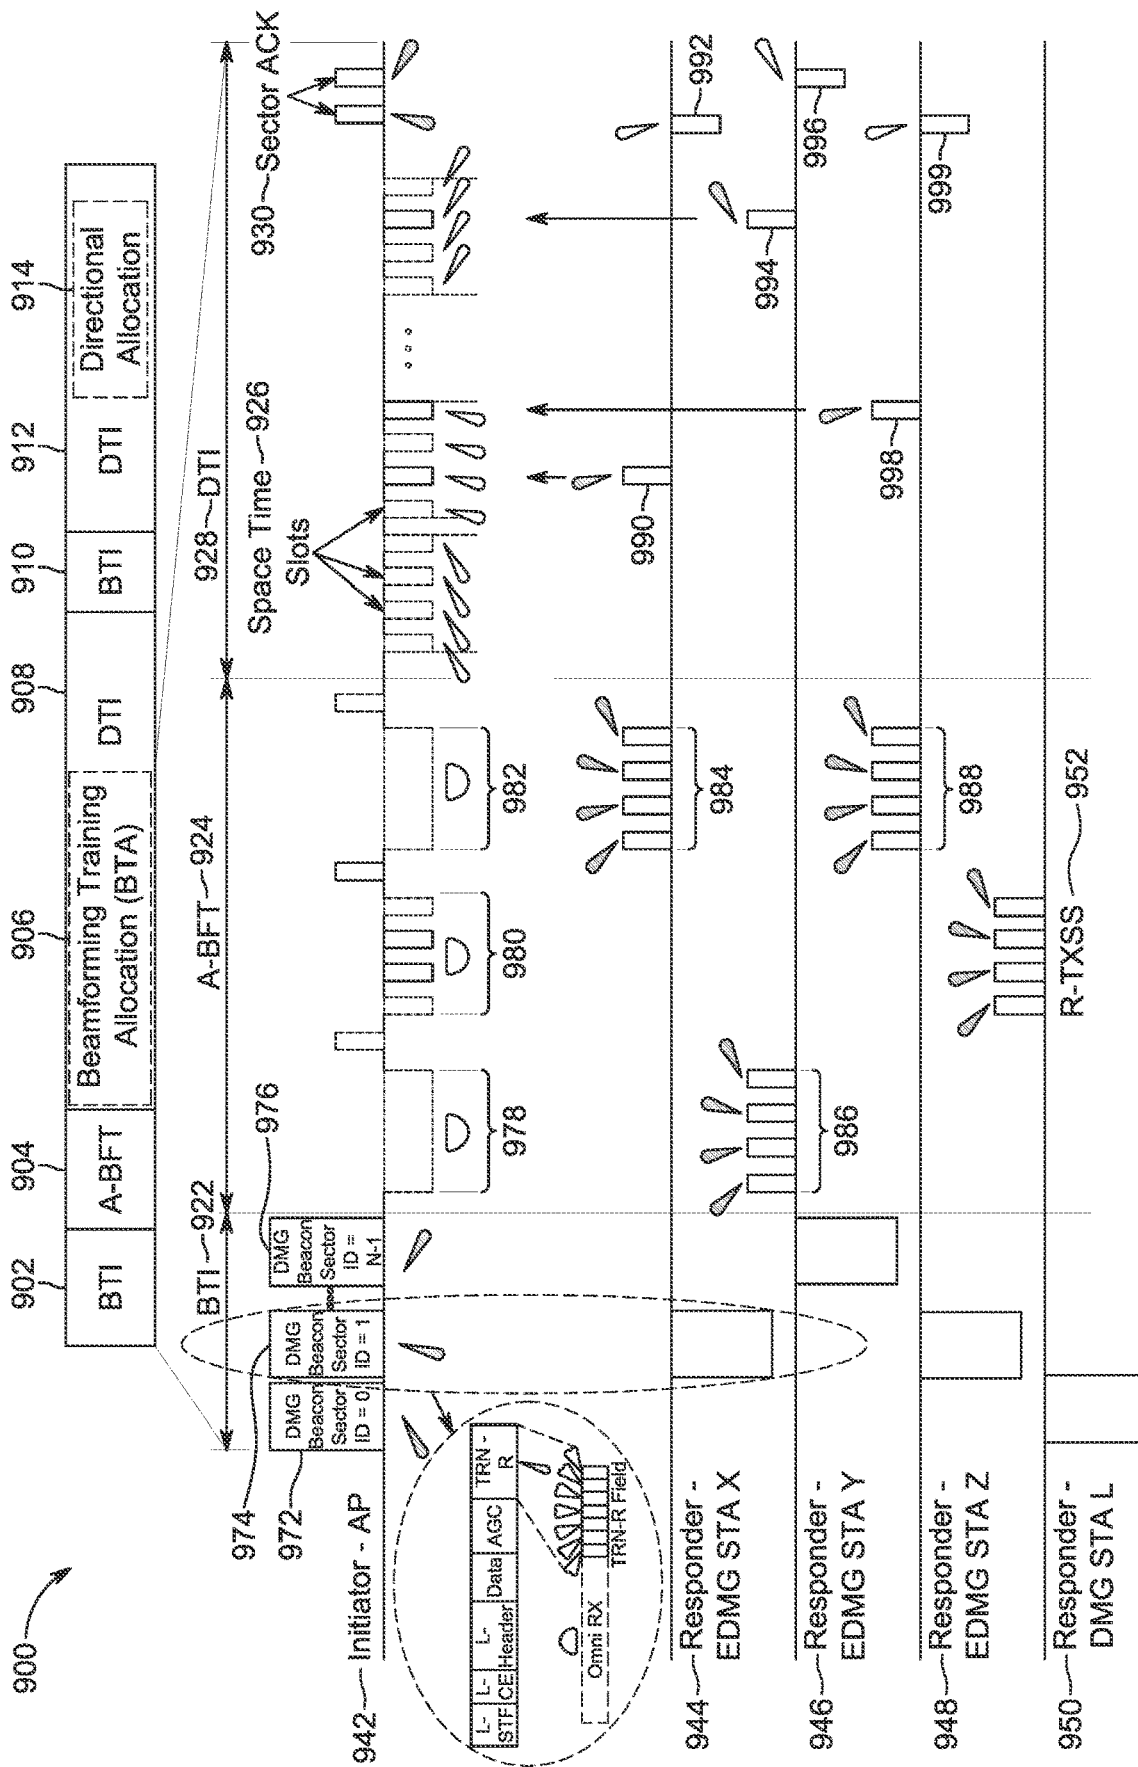 900
902
904
906
908
910
912
914
BTI
A-BFT
Beamforming Training
Allocation (BTA)
DTI
BTI
DTI
Directional
Allocation
BTI 922
A-BFT 924
928 DTI
974
972
976
DMG
Beacon
Sector
ID = 0
DMG
Beacon
Sector
ID = 1
DMG
Beacon
Sector
ID =
N-1
Space Time 926
Slots
930 Sector ACK
942 Initiator - AP
978
980
982
L-
STF
L-
CE
L-
Header
Data
AGC
TRN -
R
Omni RX
TRN-R Field
944 Responder -
EDMG STA X
984
990
992
946 Responder -
EDMG STA Y
986
994
996
948 Responder -
EDMG STA Z
988
998
999
950 Responder -
DMG STA L
R-TXSS 952